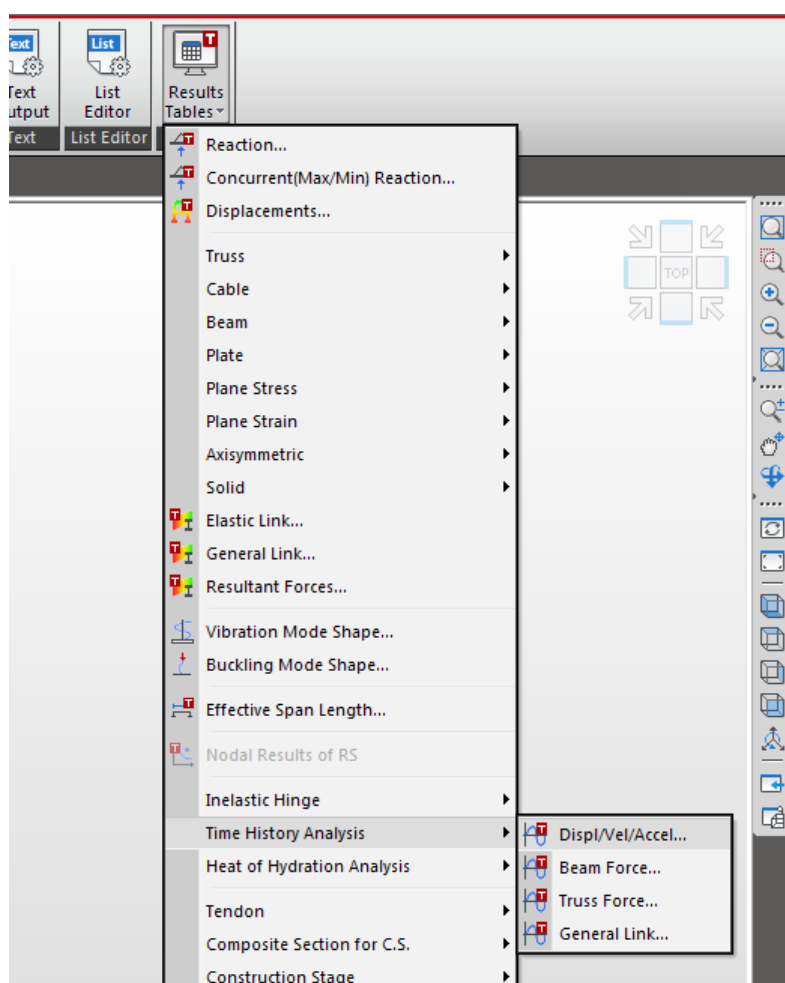 Text
List
Results
Output
Editor
Tables
Text
List Editor
Reaction...
Concurrent(Max/Min) Reaction...
Displacements...
Truss
Cable
Beam
Plate
Plane Stress
Plane Strain
Axisymmetric
Solid
Elastic Link...
General Link...
Resultant Forces...
Vibration Mode Shape...
Buckling Mode Shape...
Effective Span Length...
Nodal Results of RS
Inelastic Hinge
Time History Analysis
Heat of Hydration Analysis
Tendon
Composite Section for C.S.
Construction Stage
Displ/Vel/Accel...
Beam Force...
Truss Force...
General Link...
TOP